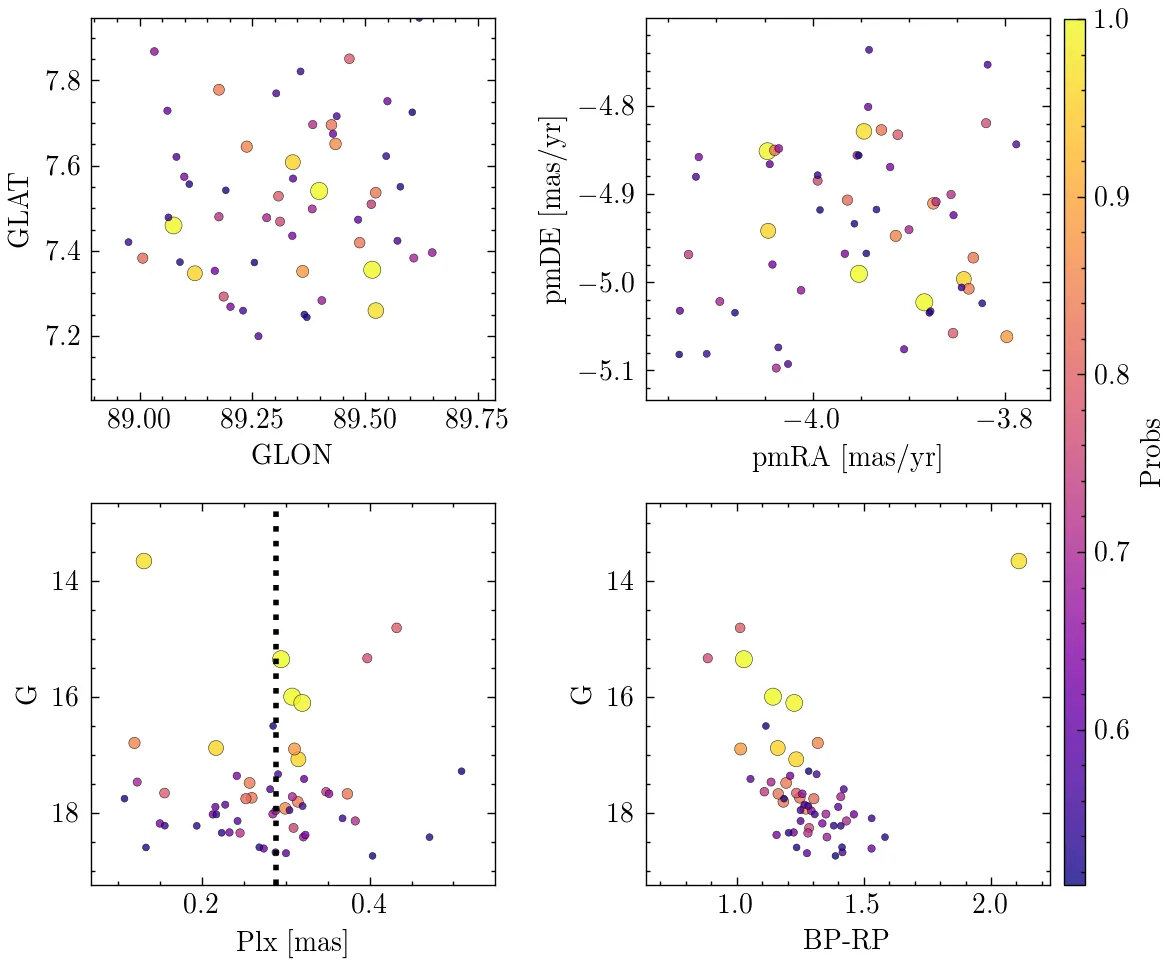 7.8
7.6
7.4
7.2
GLAT
89.00 89.25 89.50 89.75
GLON
−4.8
−4.9
−5.0
−5.1
pmDE [mas/yr]
−4.0 −3.8
pmRA [mas/yr]
14
16
18
G
0.2 0.4
Plx [mas]
14
16
18
G
1.0 1.5 2.0
BP-RP
1.0
0.9
0.8
0.7
0.6
Probs